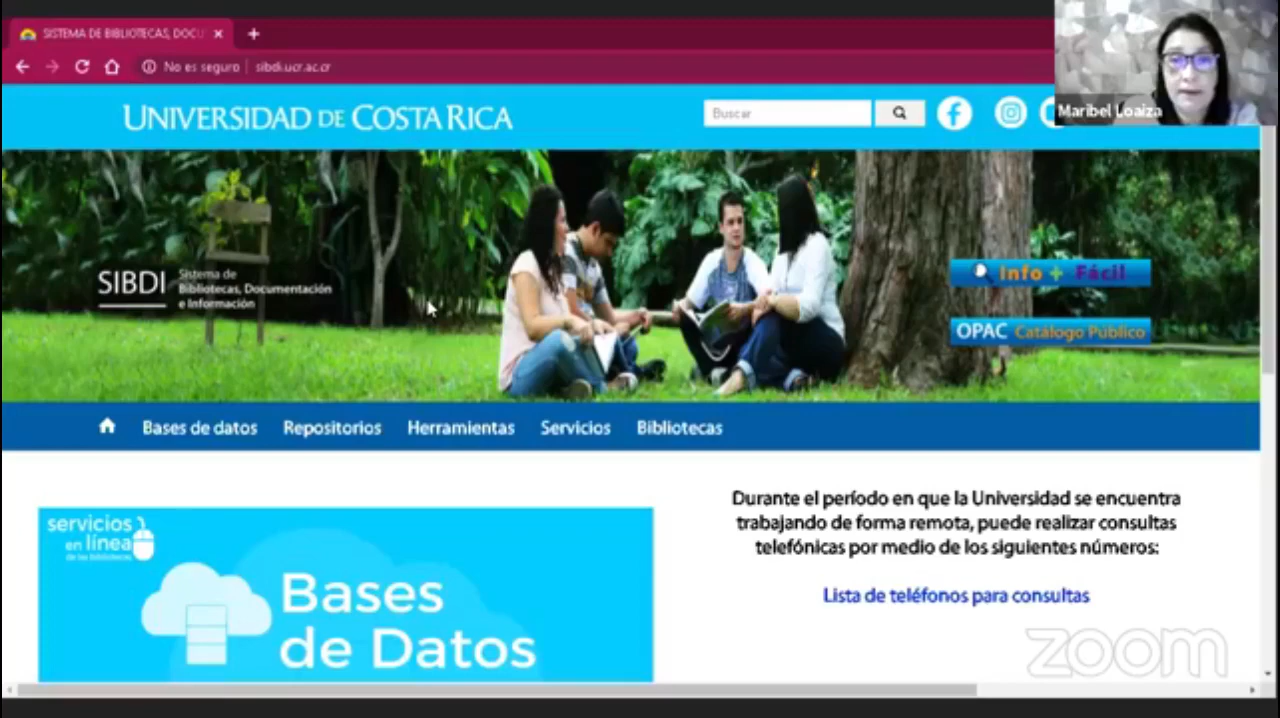 SISTEMA DE BIBLIOTECAS, DOCU
No es seguro | sibdi.ucr.ac.cr
UNIVERSIDAD DE COSTA RICA
Buscar
Maribel Loaiza
SIBDI
Sistema de
Bibliotecas, Documentación
e Información
Info + Fácil
OPAC Catálogo Público
Bases de datos
Repositorios
Herramientas
Servicios
Bibliotecas
servicios
en línea
de las bibliotecas
Bases
de Datos
Durante el período en que la Universidad se encuentra
trabajando de forma remota, puede realizar consultas
telefónicas por medio de los siguientes números:
Lista de teléfonos para consultas
zoom